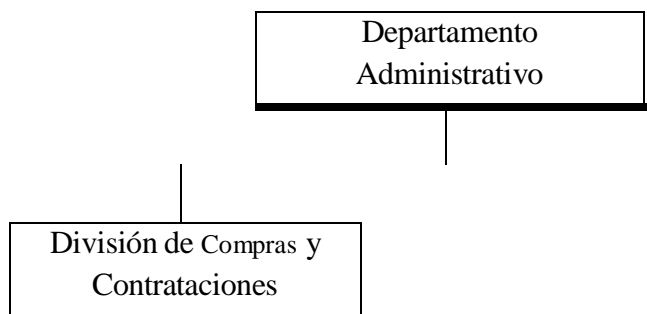 Departamento
Administrativo
División de Compras y
Contrataciones